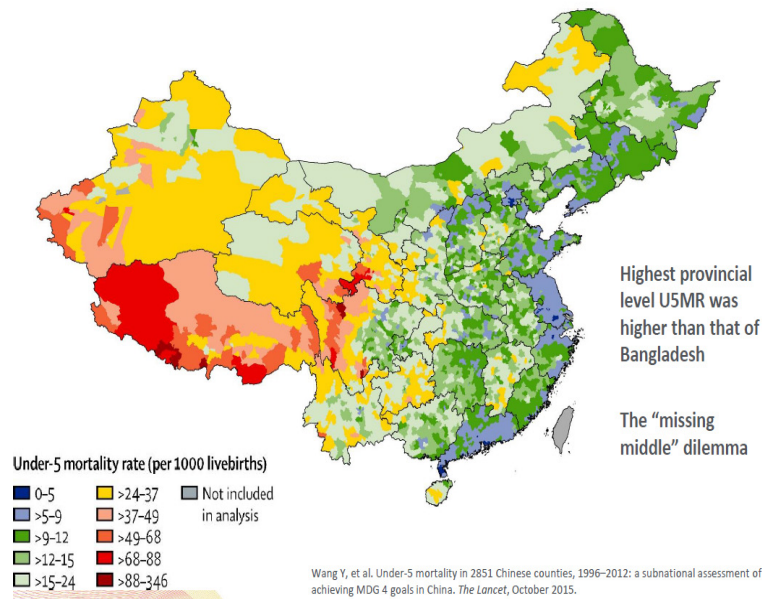 Highest provincial
level U5MR was
higher than that of
Bangladesh
The “missing
middle” dilemma
Under-5 mortality rate (per 1000 livebirths)
0–5
>5–9
>9–12
>12–15
>15–24
>24–37
>37–49
>49–68
>68–88
>88–346
Not included
in analysis
Wang Y, et al. Under-5 mortality in 2851 Chinese counties, 1996–2012: a subnational assessment of
achieving MDG 4 goals in China. The Lancet, October 2015.